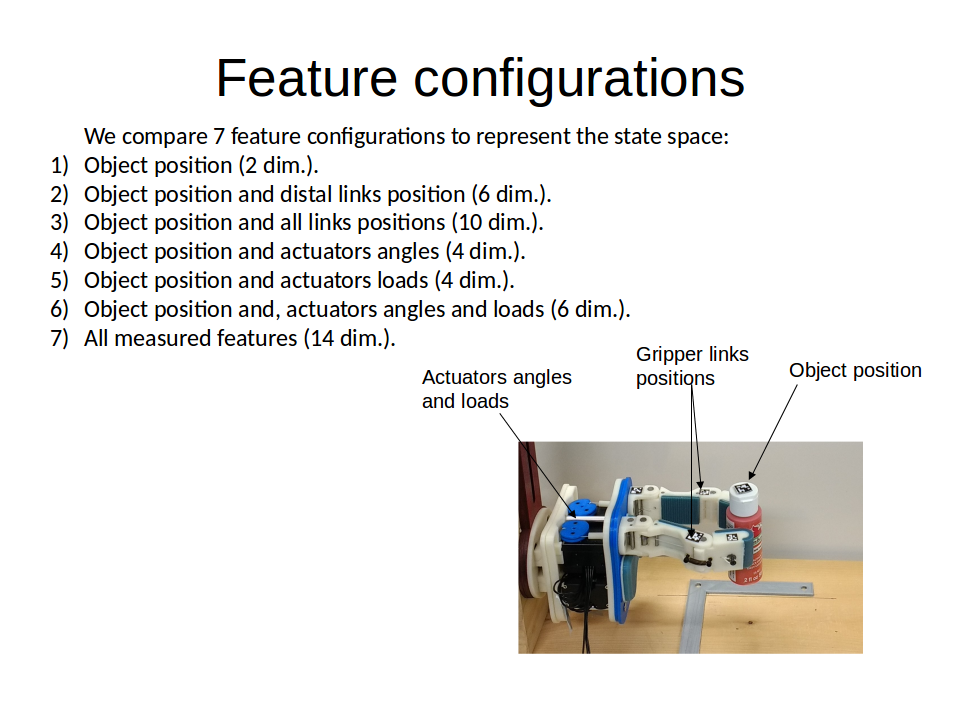 Feature configurations
We compare 7 feature configurations to represent the state space:
1) Object position (2 dim.).
2) Object position and distal links position (6 dim.).
3) Object position and all links positions (10 dim.).
4) Object position and actuators angles (4 dim.).
5) Object position and actuators loads (4 dim.).
6) Object position and, actuators angles and loads (6 dim.).
7) All measured features (14 dim.).
Actuators angles
and loads
Gripper links
positions
Object position